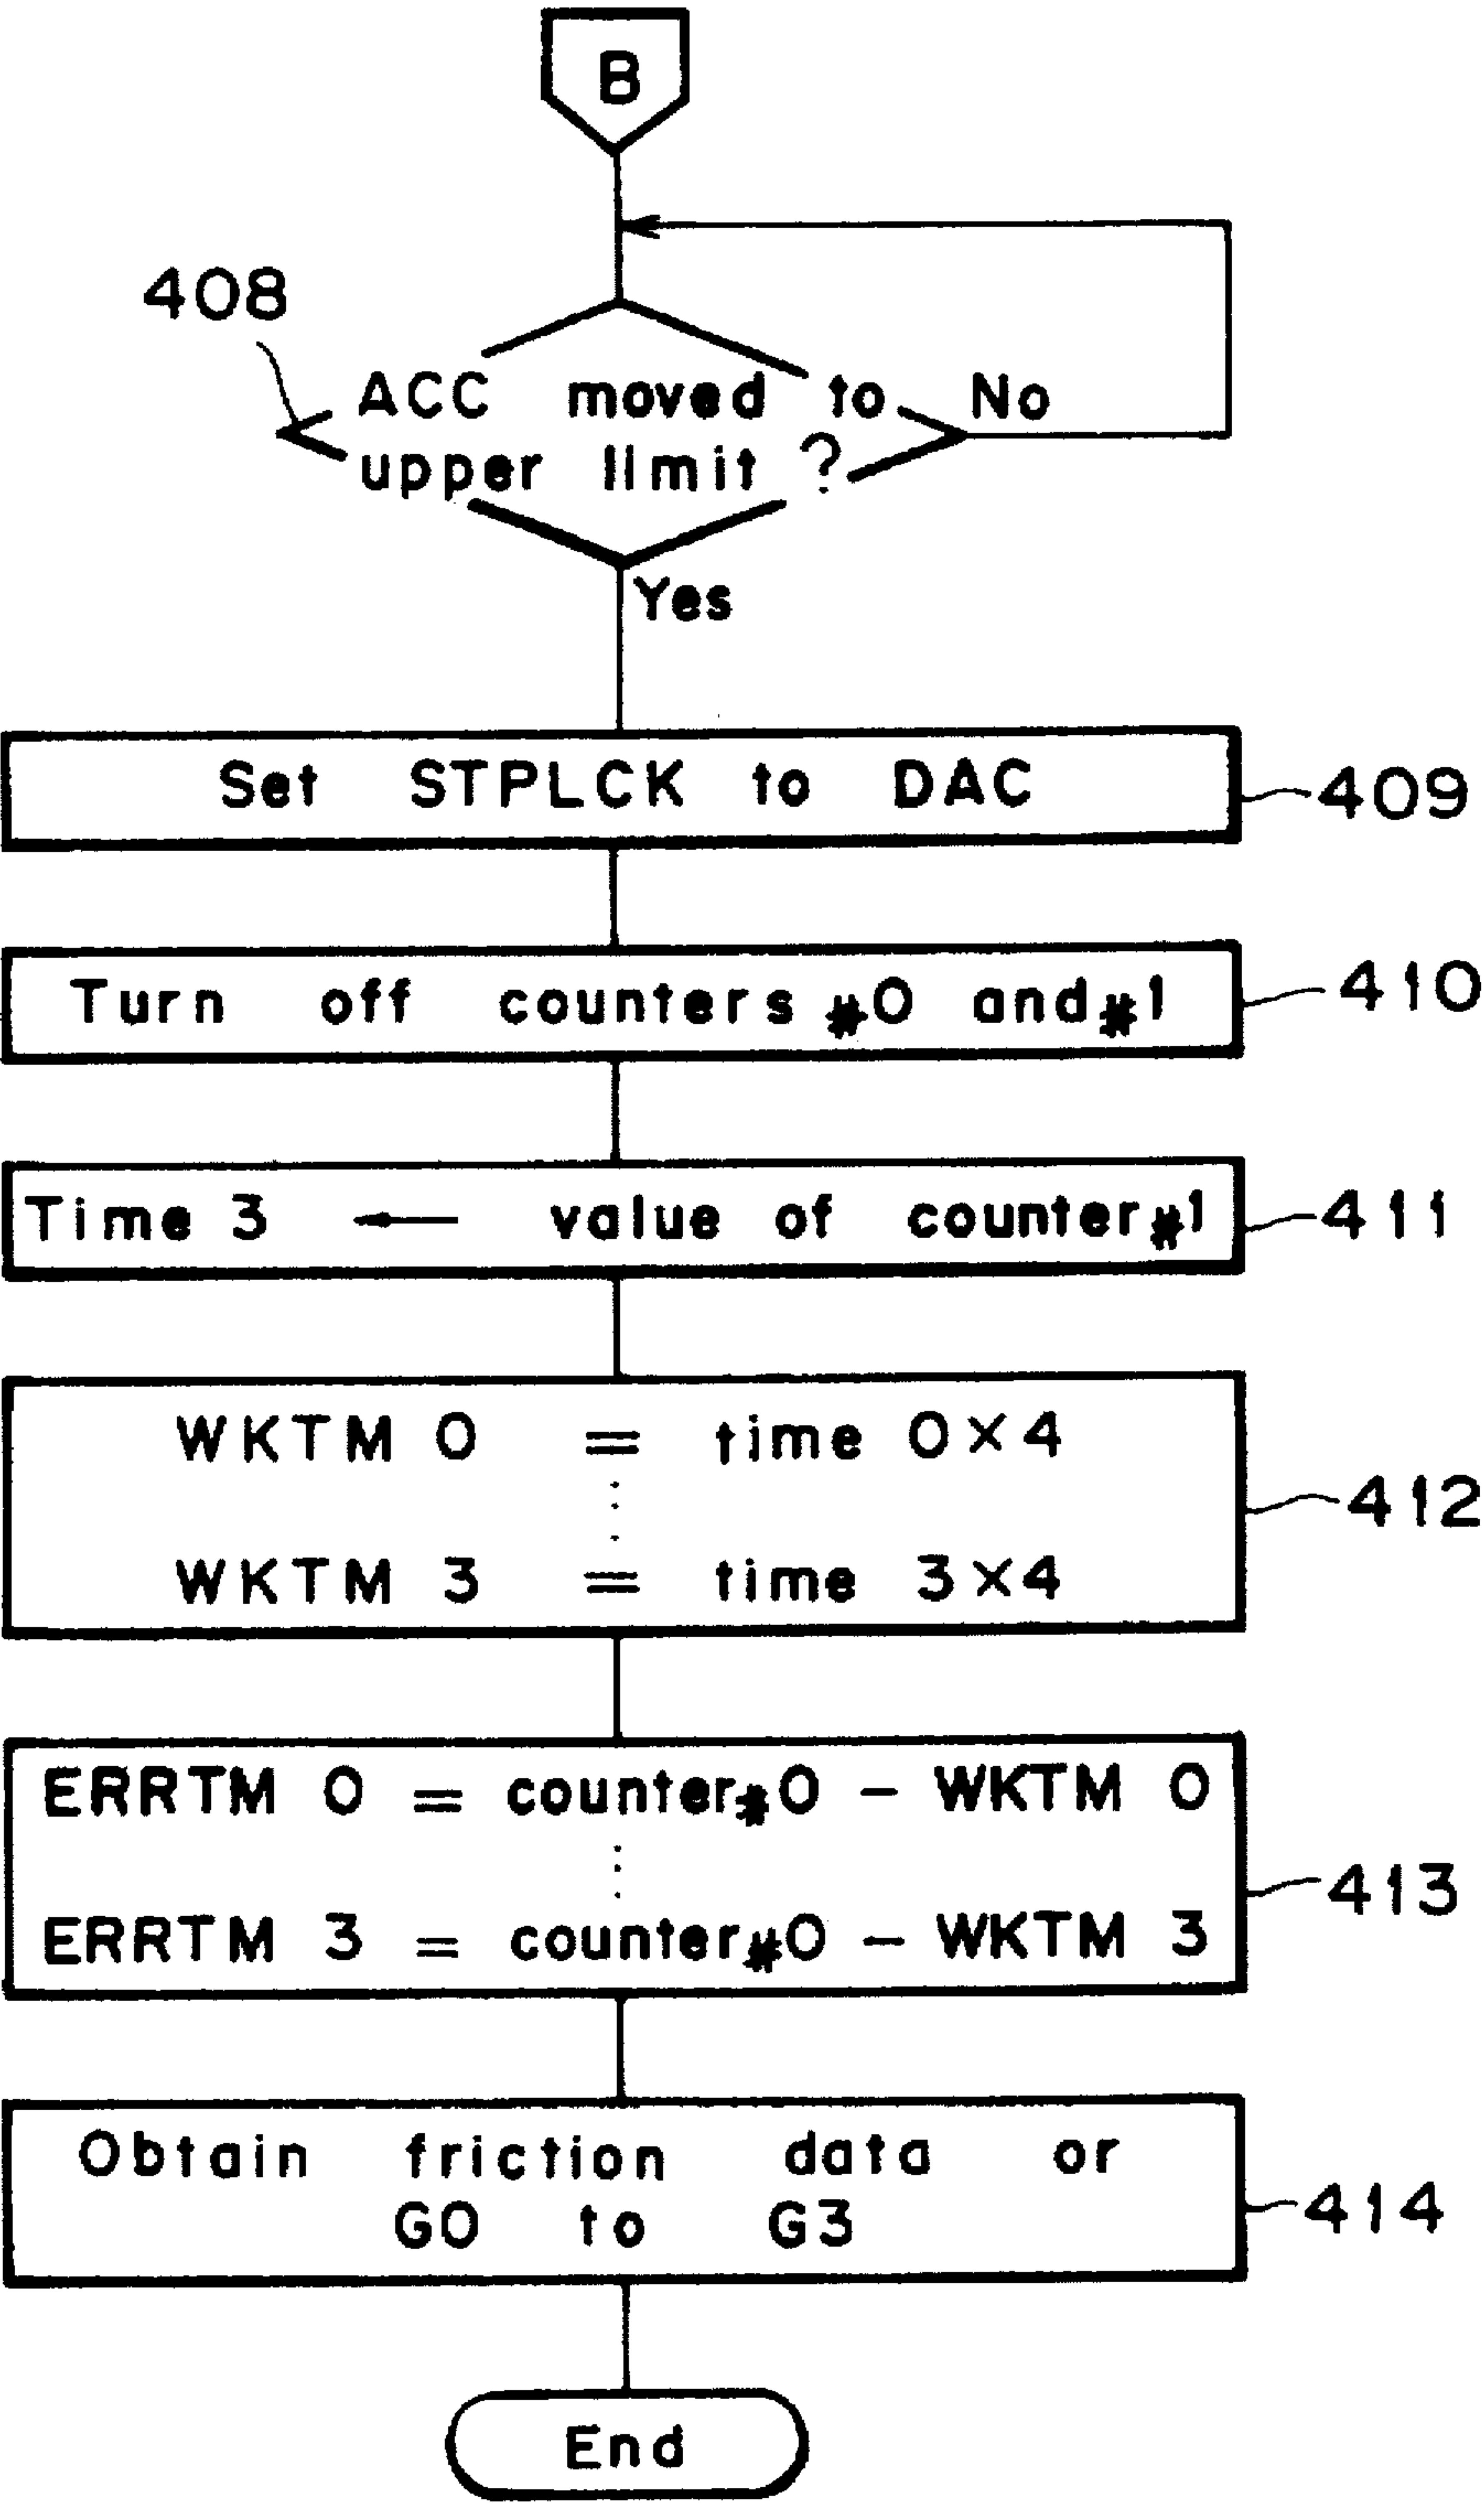 B
408
ACC moved to No
upper limit ?
Yes
Set STPLCK to DAC 409
Turn off counters #0 and #1 410
Time 3 ← value of counter #1 411
WKTM 0 = time 0×4
⋮ 412
WKTM 3 = time 3×4
ERRTM 0 = counter #0 - WKTM 0
⋮ 413
ERRTM 3 = counter #0 - WKTM 3
Obtain friction data or
G0 to G3 414
End